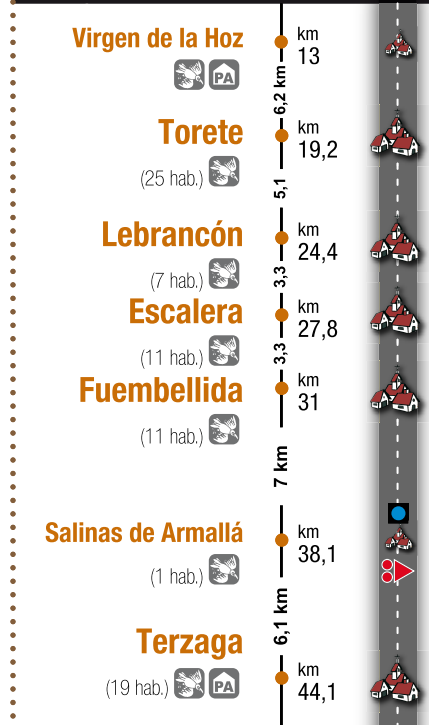 Virgen de la Hoz
PA
km
13
6,2 km
Torete
(25 hab.)
km
19,2
5,1
Lebrancón
(7 hab.)
km
24,4
3,3
Escalera
(11 hab.)
km
27,8
3,3
Fuembellida
(11 hab.)
km
31
7 km
Salinas de Armallá
(1 hab.)
km
38,1
6,1 km
Terzaga
(19 hab.)
PA
km
44,1